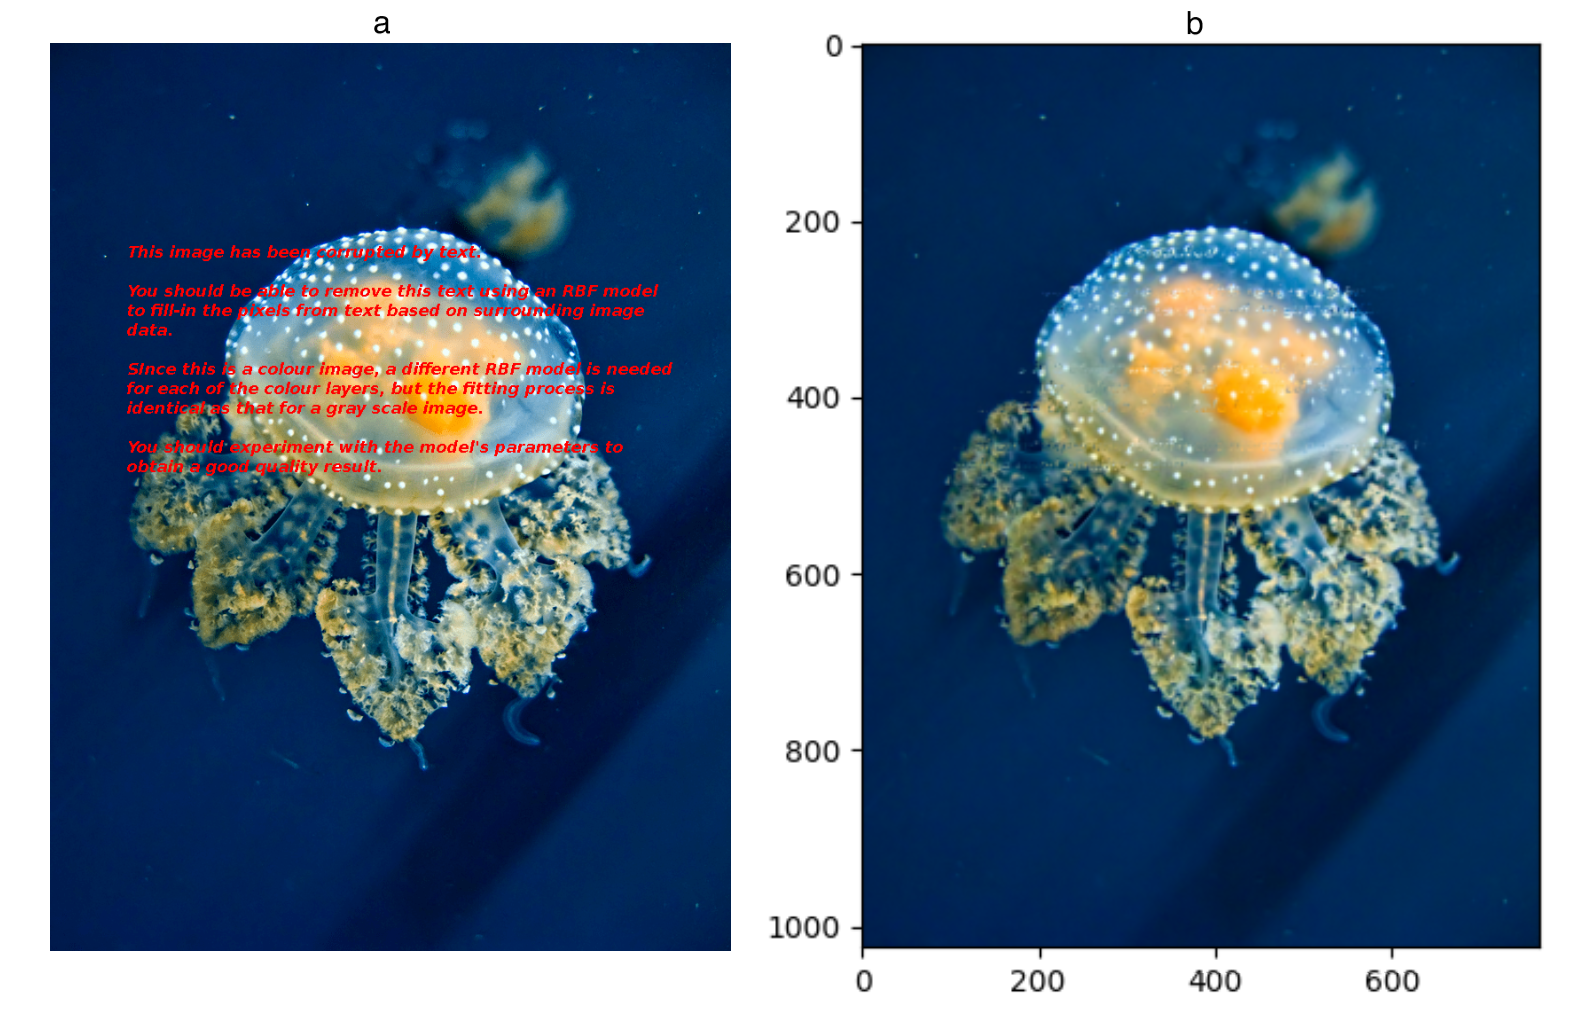 a
b
This image has been corrupted by text.
You should be able to remove this text using an RBF model
to fill-in the pixels from text based on surrounding image
data.
SInce this is a colour image, a different RBF model is needed
for each of the colour layers, but the fitting process is
identical as that for a gray scale image.
You should experiment with the model's parameters to
obtain a good quality result.
0
200
400
600
800
1000
0
200
400
600